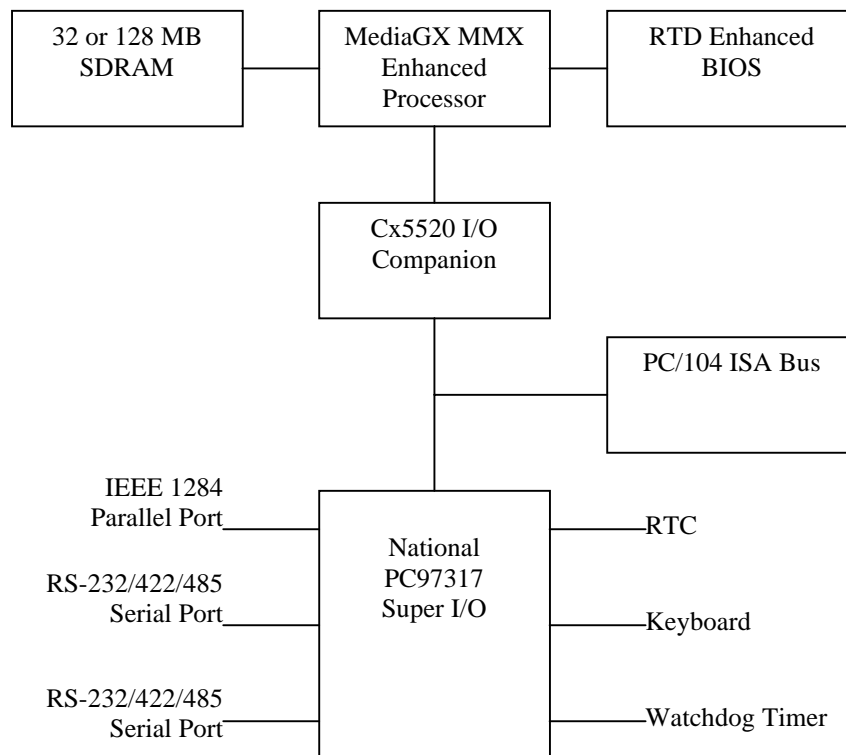 32 or 128 MB
SDRAM
MediaGX MMX
Enhanced
Processor
RTD Enhanced
BIOS
Cx5520 I/O
Companion
PC/104 ISA Bus
IEEE 1284
Parallel Port
RS-232/422/485
Serial Port
RS-232/422/485
Serial Port
National
PC97317
Super I/O
RTC
Keyboard
Watchdog Timer